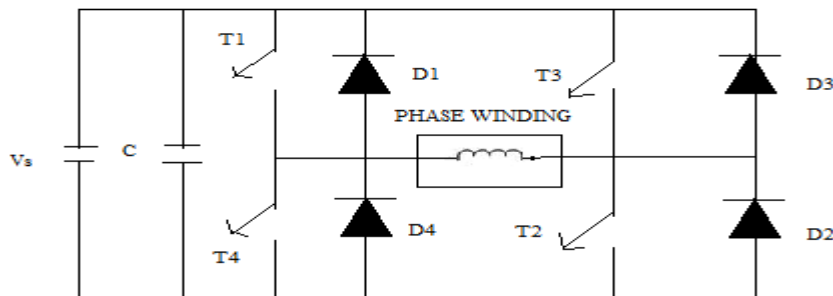 T1
D1
T3
D3
PHASE WINDING
Vs
C
T4
D4
T2
D2